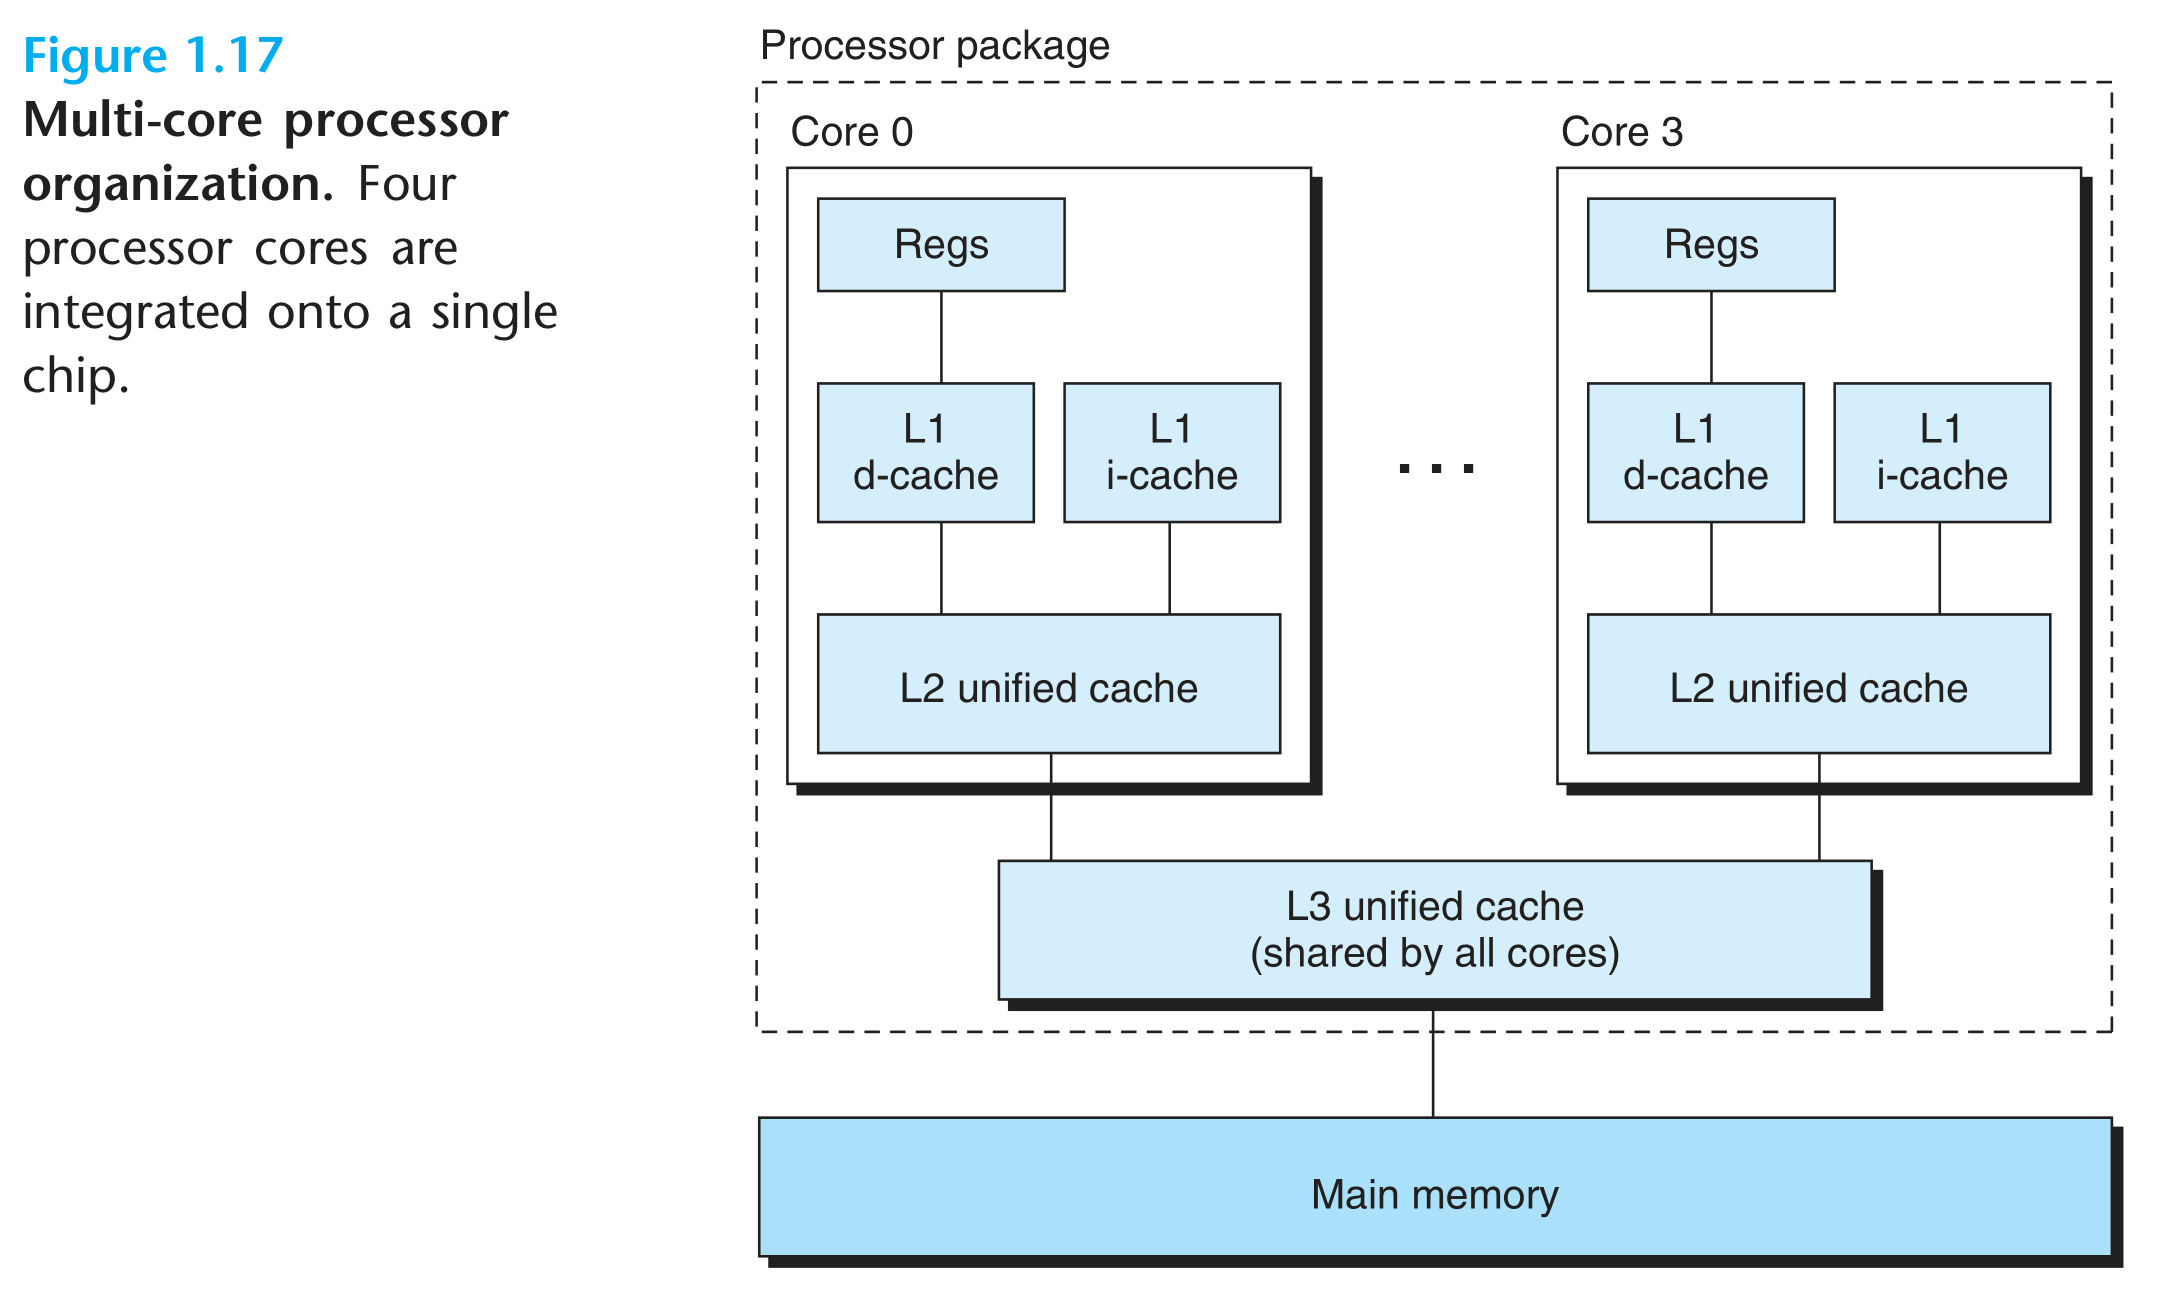 Figure 1.17
Multi-core processor
organization. Four
processor cores are
integrated onto a single
chip.
Processor package
Core 0
Regs
L1
d-cache
L1
i-cache
L2 unified cache
. . .
Core 3
Regs
L1
d-cache
L1
i-cache
L2 unified cache
L3 unified cache
(shared by all cores)
Main memory